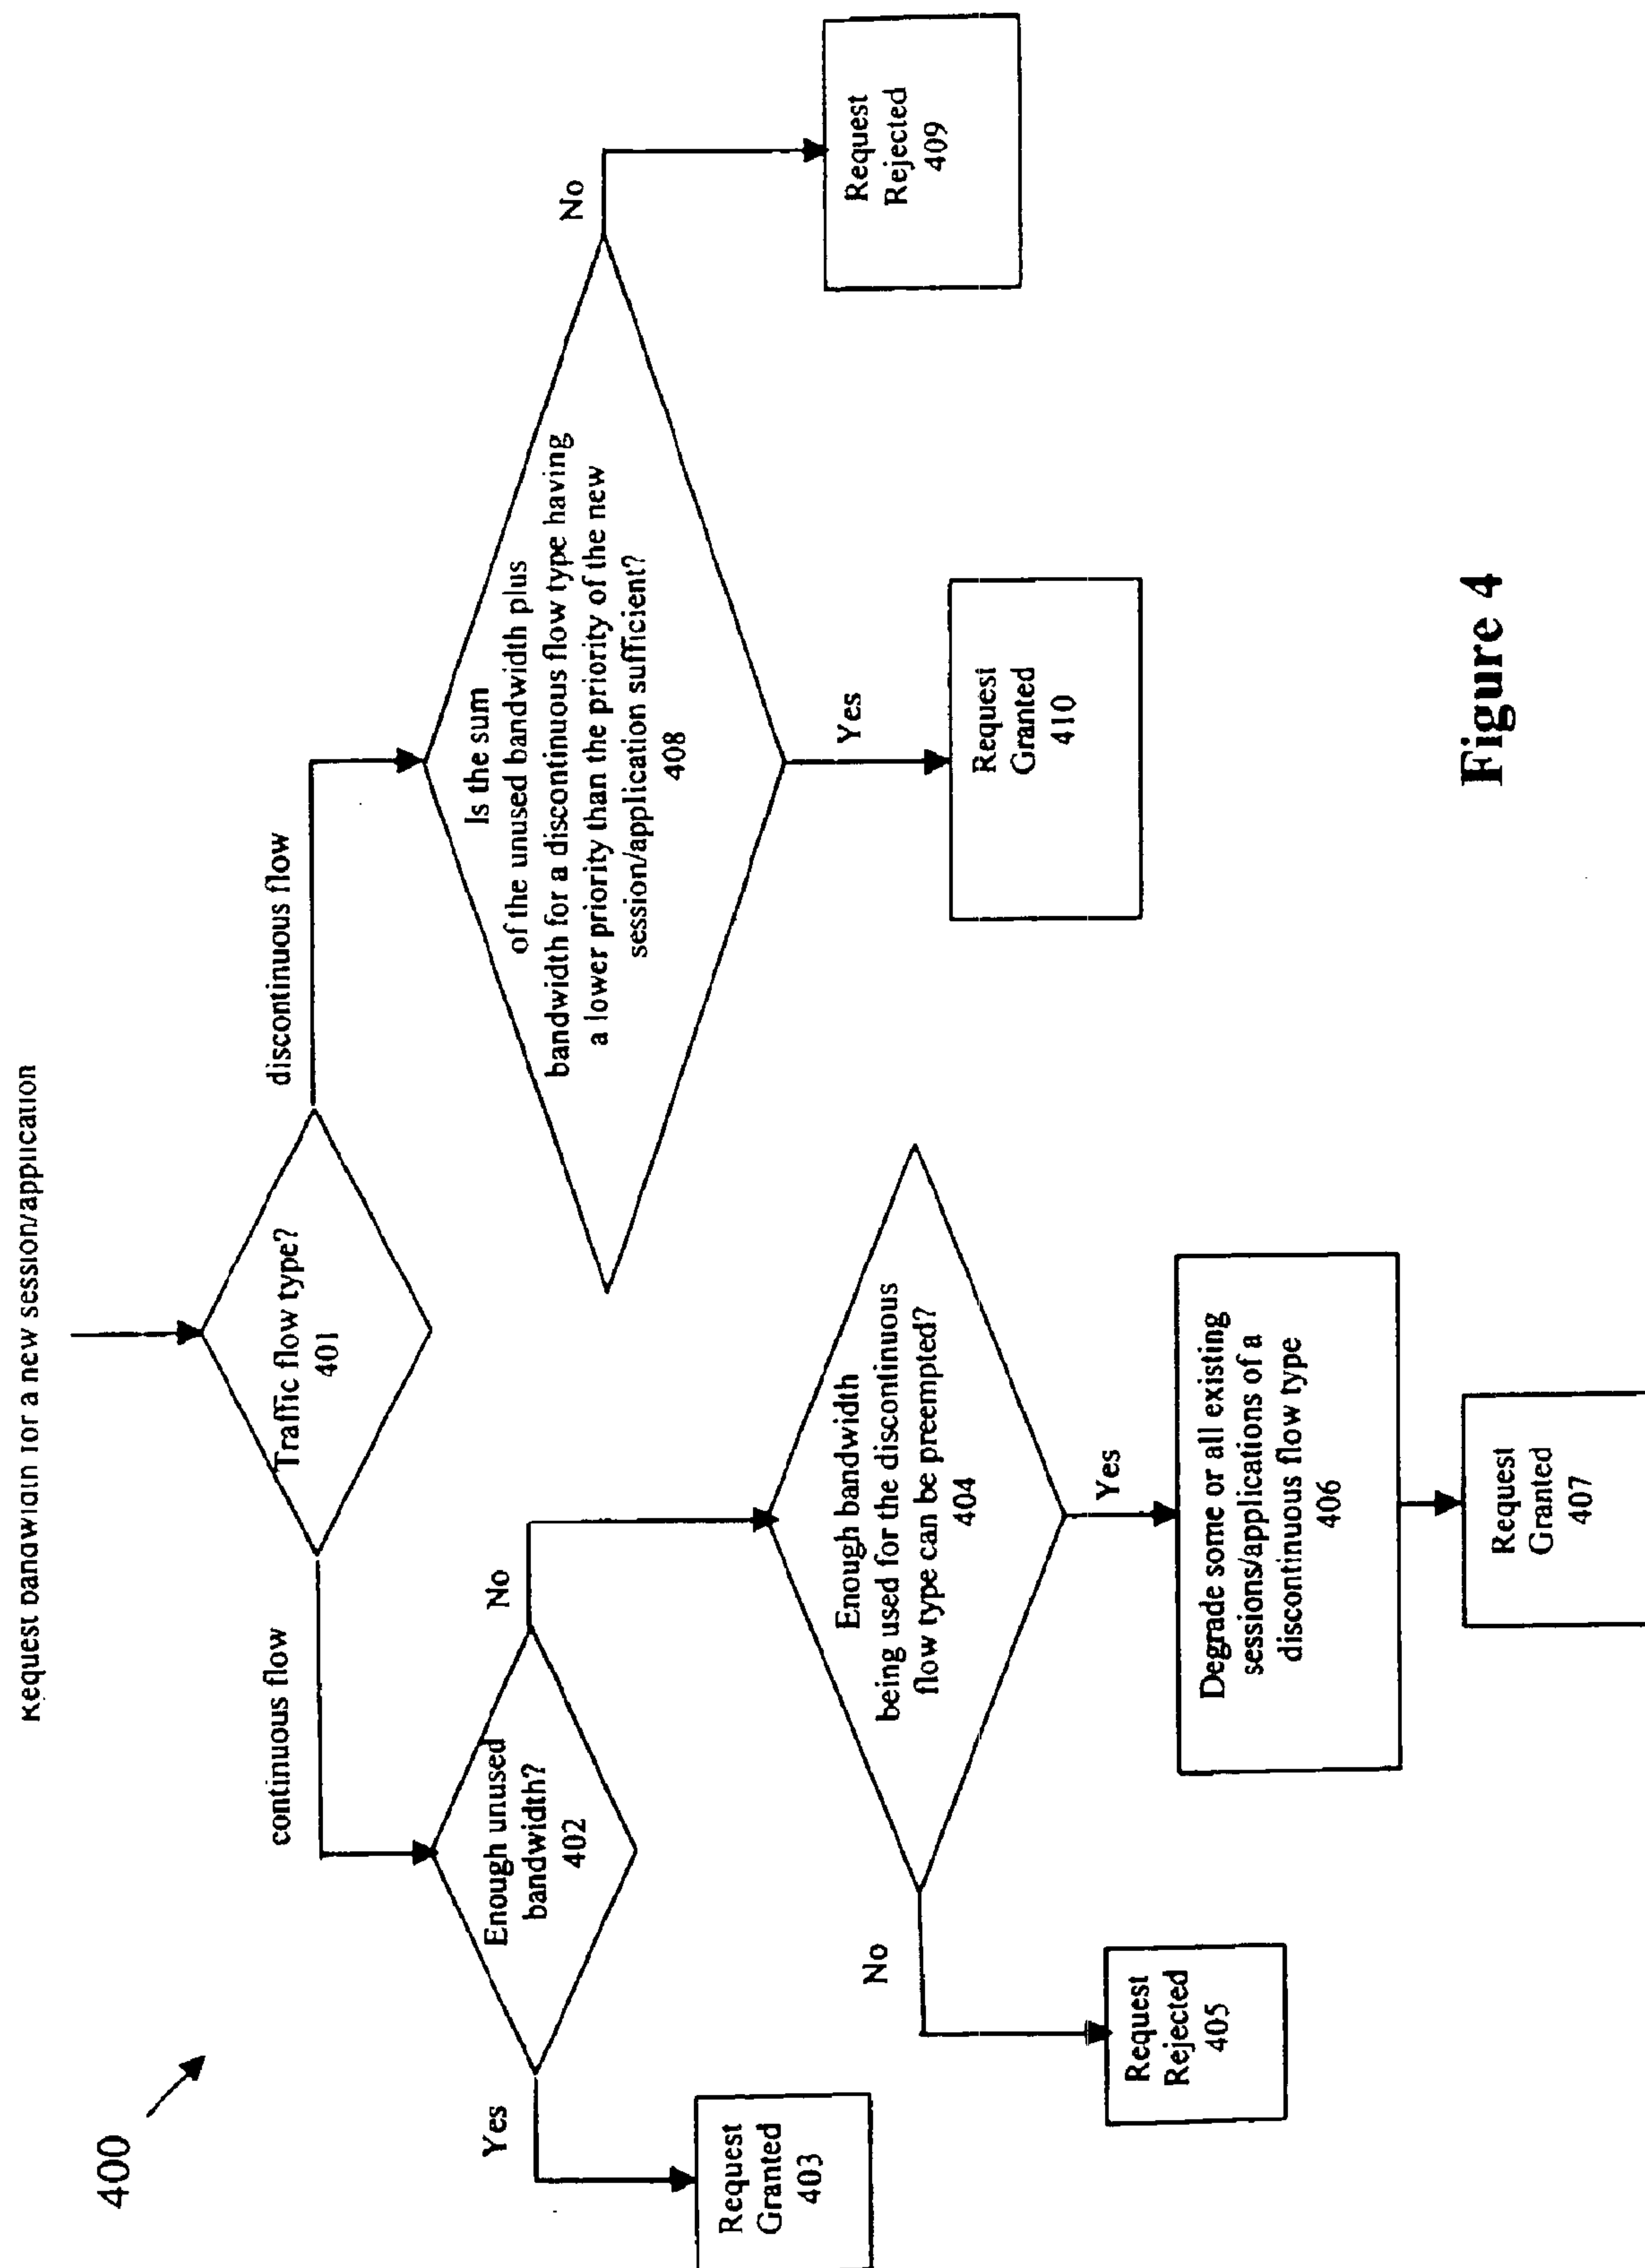 400
Request bandwidth for a new session/application
Traffic flow type?
401
continuous flow
discontinuous flow
Enough unused
bandwidth?
402
Yes
No
Request
Granted
403
Enough bandwidth
being used for the discontinuous
flow type can be preempted?
404
No
Yes
Request
Rejected
405
Degrade some or all existing
sessions/applications of a
discontinuous flow type
406
Request
Granted
407
Is the sum
of the unused bandwidth plus
bandwidth for a discontinuous flow type having
a lower priority than the priority of the new
session/application sufficient?
408
No
Yes
Request
Rejected
409
Request
Granted
410
Figure 4